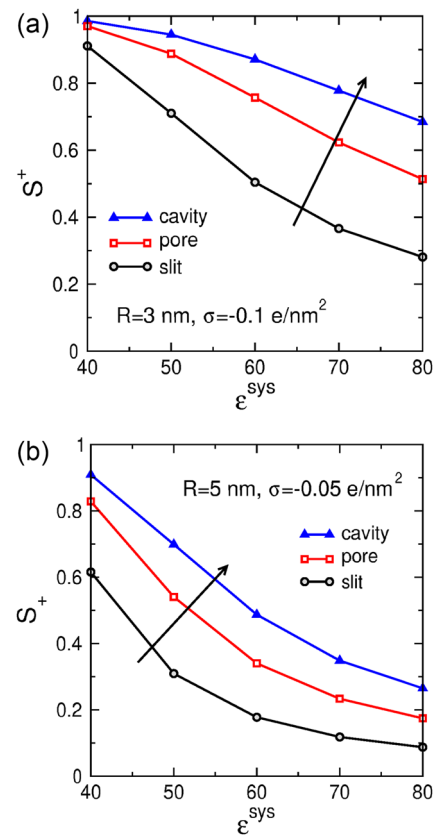 (a)
1
0.8
0.6
0.4
0.2
0
S⁺
cavity
pore
slit
R=3 nm, σ=-0.1 e/nm²
40 50 60 70 80
ε^sys
(b)
1
0.8
0.6
0.4
0.2
0
S₊
R=5 nm, σ=-0.05 e/nm²
cavity
pore
slit
40 50 60 70 80
ε^sys